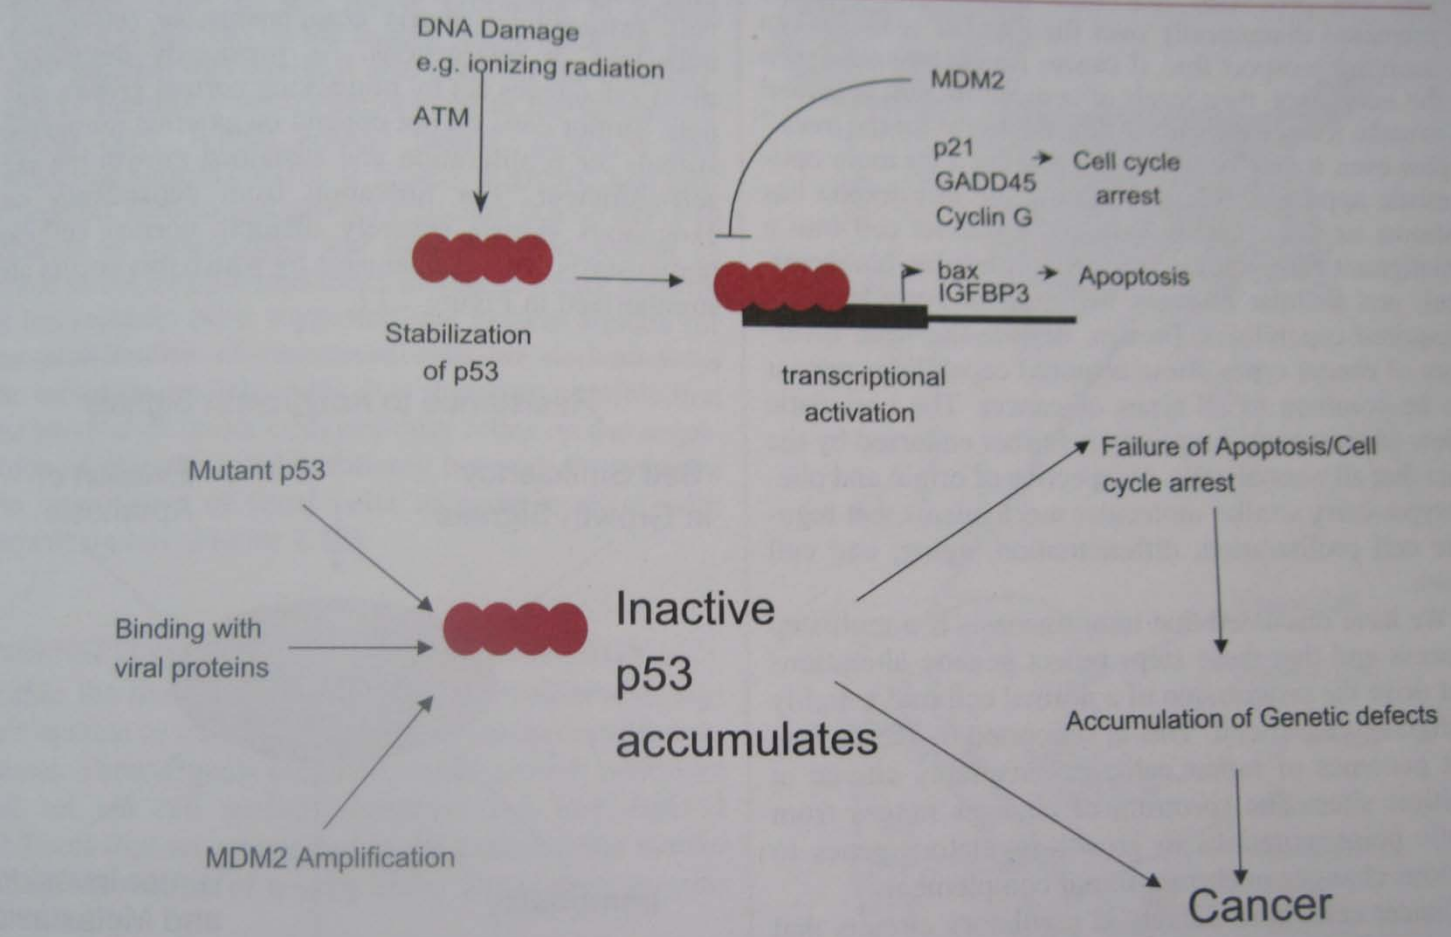 DNA Damage
e.g. ionizing radiation
ATM
MDM2
p21
GADD45
Cyclin G
Cell cycle
arrest
bax
IGFBP3
Apoptosis
Stabilization
of p53
transcriptional
activation
Mutant p53
Binding with
viral proteins
MDM2 Amplification
Inactive
p53
accumulates
Failure of Apoptosis/Cell
cycle arrest
Accumulation of Genetic defects
Cancer